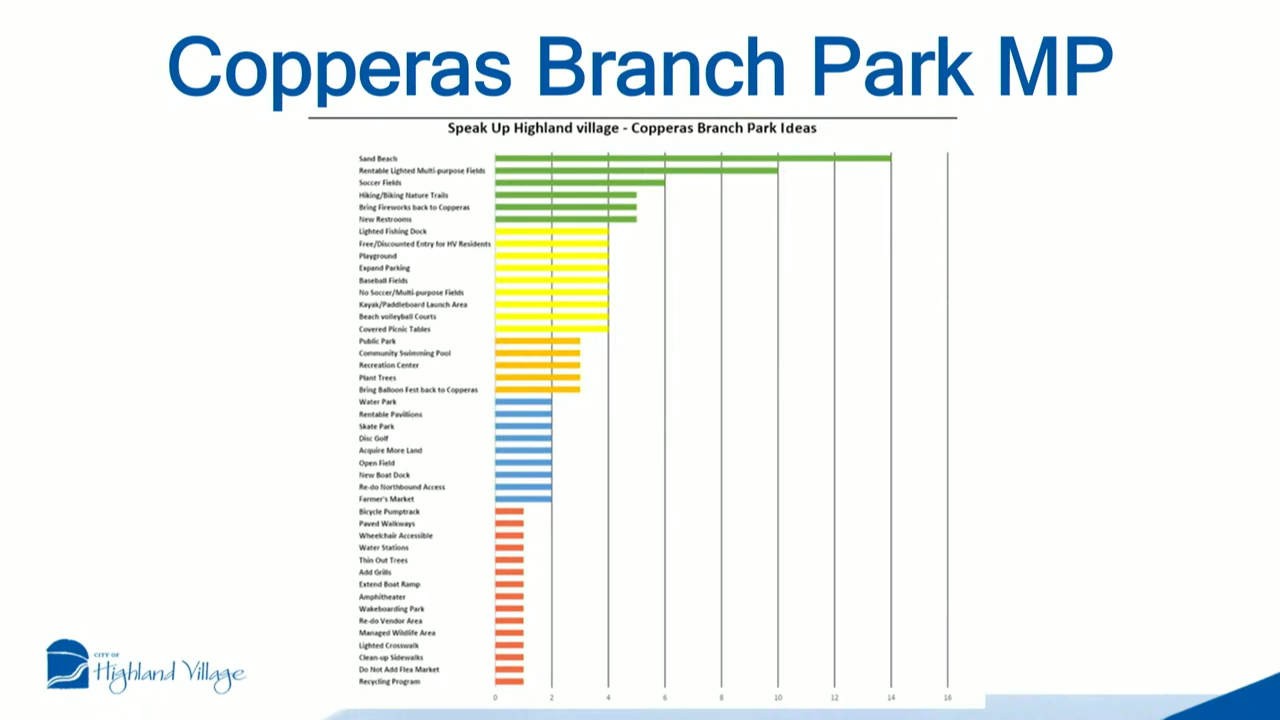 Copperas Branch Park MP
Speak Up Highland village - Copperas Branch Park Ideas
Sand Beach
Rentable Lighted Multi-purpose Fields
Soccer Fields
Hiking/Biking Nature Trails
Bring Fireworks back to Copperas
New Restrooms
Lighted Fishing Dock
Free/Discounted Entry for HV Residents
Playground
Expand Parking
Baseball Fields
No Soccer/Multi-purpose Fields
Kayak/Paddleboard Launch Area
Beach volleyball Courts
Covered Picnic Tables
Public Park
Community Swimming Pool
Recreation Center
Plant Trees
Bring Balloon Fest back to Copperas
Water Park
Rentable Pavilions
Skate Park
Disc Golf
Acquire More Land
Open Field
New Boat Dock
Re-do Northbound Access
Farmer's Market
Bicycle Pumptrack
Paved Walkways
Wheelchair Accessible
Water Stations
Thin Out Trees
Add Grills
Extend Boat Ramp
Amphitheater
Wakeboarding Park
Re-do Vendor Area
Managed Wildlife Area
Lighted Crosswalk
Clean-up Sidewalks
Do Not Add Flea Market
Recycling Program
0 2 4 6 8 10 12 14 16
CITY OF
Highland Village